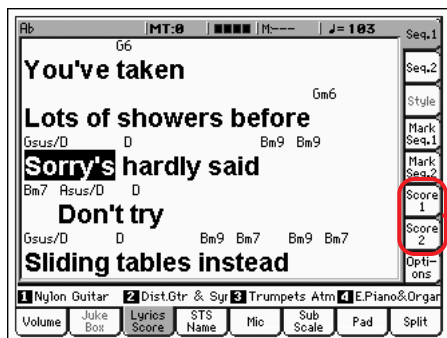 Ab MT:0 M:--- ♩=103 Seq.1
G6
You've taken
Seq.2
Gm6
Style
Lots of showers before
Mark Seq.1
Gsus/D D Bm9 Bm9
Sorry's hardly said
Mark Seq.2
Bm7 Asus/D D
Score 1
Don't try
Gsus/D D Bm9 Bm7 Bm9 Bm7
Score 2
Sliding tables instead
Opti-ons
1 Nylon Guitar 2 Dist.Gtr & Syr 3 Trumpets Atm 4 E.Piano&Organ
Volume Juke Box Lyrics Score STS Name Mic Sub Scale Pad Split